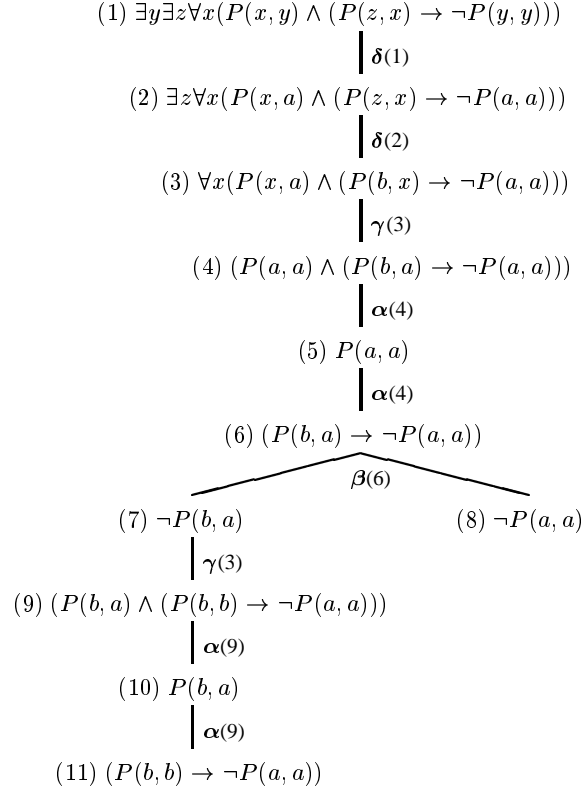 (1) ∃y∃z∀x(P(x, y) ∧ (P(z, x) → ¬P(y, y)))
δ(1)
(2) ∃z∀x(P(x, a) ∧ (P(z, x) → ¬P(a, a)))
δ(2)
(3) ∀x(P(x, a) ∧ (P(b, x) → ¬P(a, a)))
γ(3)
(4) (P(a, a) ∧ (P(b, a) → ¬P(a, a)))
α(4)
(5) P(a, a)
α(4)
(6) (P(b, a) → ¬P(a, a))
β(6)
(7) ¬P(b, a) (8) ¬P(a, a)
γ(3)
(9) (P(b, a) ∧ (P(b, b) → ¬P(a, a)))
α(9)
(10) P(b, a)
α(9)
(11) (P(b, b) → ¬P(a, a))